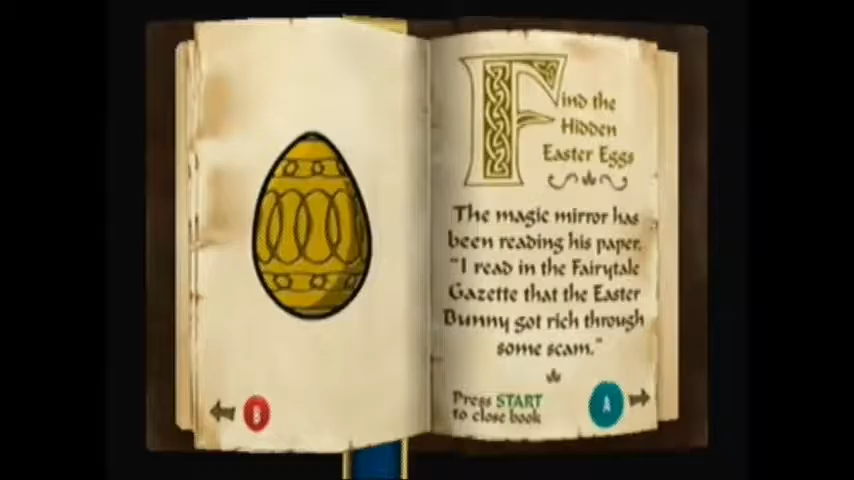 Find the
Hidden
Easter Eggs
The magic mirror has
been reading his paper.
"I read in the Fairytale
Gazette that the Easter
Bunny got rich through
some scam."
Press START
to close book
B
A